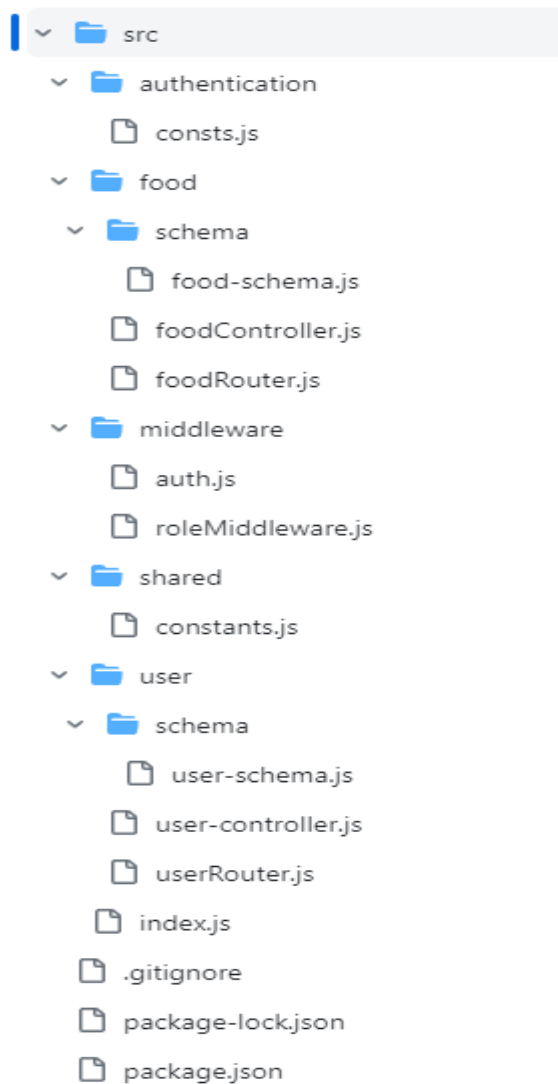 src
authentication
consts.js
food
schema
food-schema.js
foodController.js
foodRouter.js
middleware
auth.js
roleMiddleware.js
shared
constants.js
user
schema
user-schema.js
user-controller.js
userRouter.js
index.js
.gitignore
package-lock.json
package.json